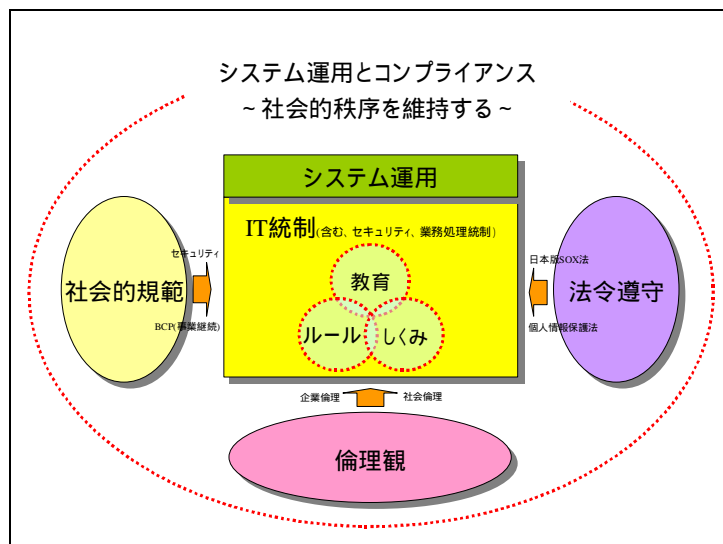 システム運用とコンプライアンス
~社会的秩序を維持する~
システム運用
IT統制(含む、セキュリティ、業務処理統制)
教育
ルール
しくみ
社会的規範
セキュリティ
BCP(事業継続)
日本版SOX法
個人情報保護法
法令遵守
企業倫理
社会倫理
倫理観